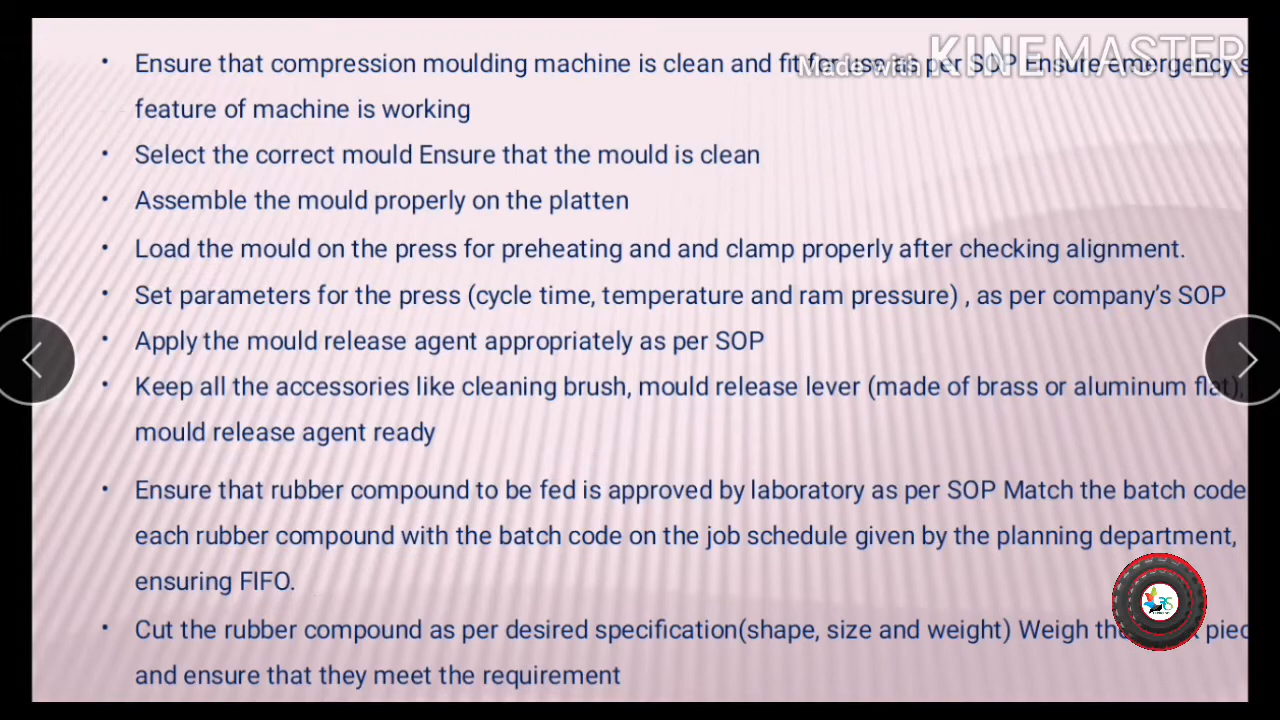 • Ensure that compression moulding machine is clean and fit for use as per SOP Ensure emergency
Made with KINEMASTER
feature of machine is working
• Select the correct mould Ensure that the mould is clean
• Assemble the mould properly on the platten
• Load the mould on the press for preheating and and clamp properly after checking alignment.
• Set parameters for the press (cycle time, temperature and ram pressure) , as per company's SOP
• Apply the mould release agent appropriately as per SOP
• Keep all the accessories like cleaning brush, mould release lever (made of brass or aluminum flat),
mould release agent ready
• Ensure that rubber compound to be fed is approved by laboratory as per SOP Match the batch code
each rubber compound with the batch code on the job schedule given by the planning department,
ensuring FIFO.
• Cut the rubber compound as per desired specification(shape, size and weight) Weigh
and ensure that they meet the requirement